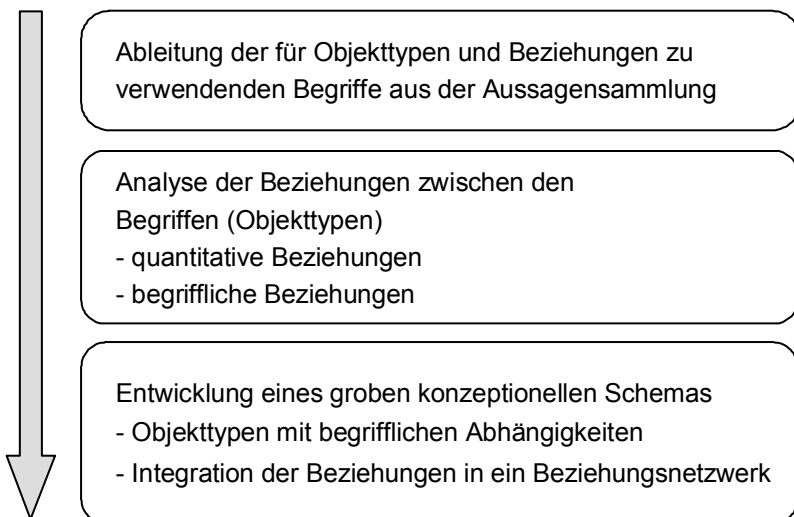 Ableitung der für Objekttypen und Beziehungen zu
verwendenden Begriffe aus der Aussagensammlung
Analyse der Beziehungen zwischen den
Begriffen (Objekttypen)
- quantitative Beziehungen
- begriffliche Beziehungen
Entwicklung eines groben konzeptionellen Schemas
- Objekttypen mit begrifflichen Abhängigkeiten
- Integration der Beziehungen in ein Beziehungsnetzwerk